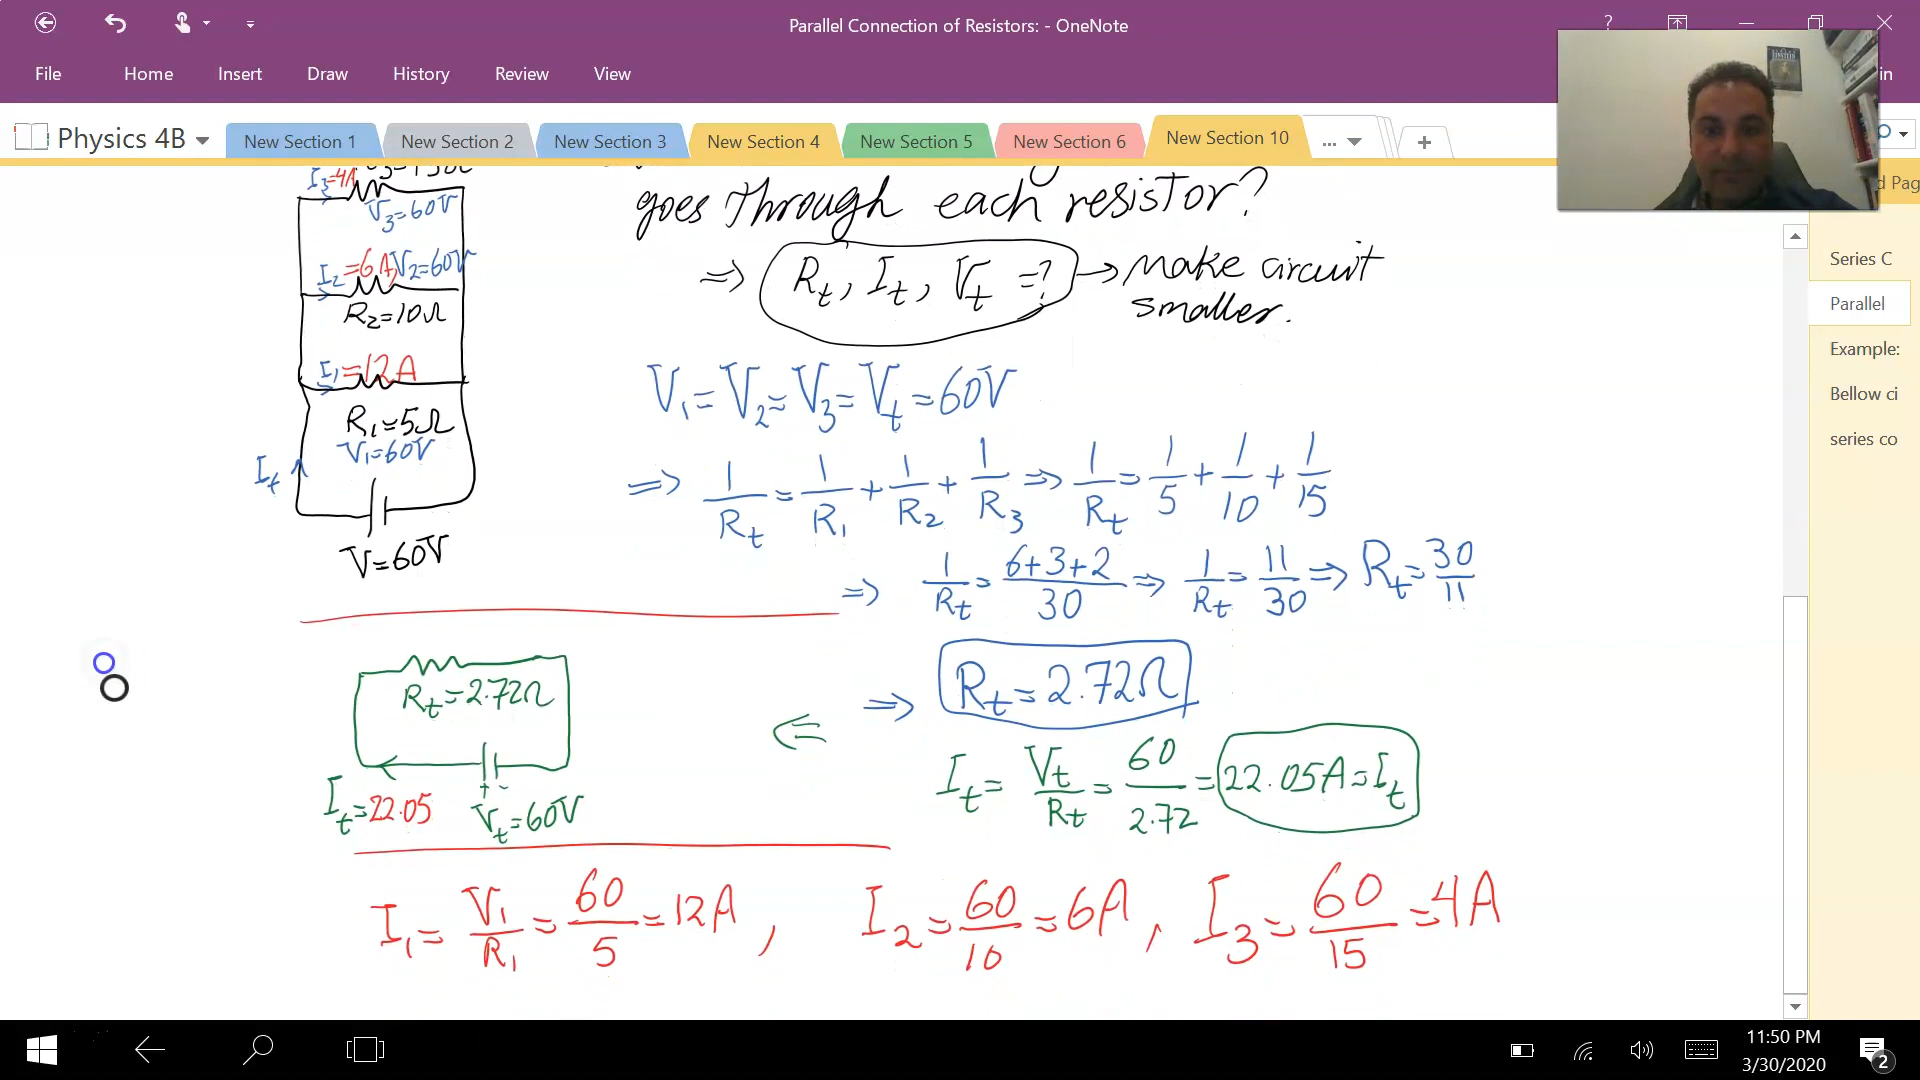 Parallel Connection of Resistors: - OneNote
?
File Home Insert Draw History Review View
in
Physics 4B
New Section 1 New Section 2 New Section 3 New Section 4 New Section 5 New Section 6 New Section 10 ... +
d Pag
Series C
Parallel
Example:
Bellow ci
series co
I3=4A
V3=60V
I2=6A V2=60V
R2=10Ω
I1=12A
R1=5Ω
V1=60V
It
V=60V
goes through each resistor?
⇒ Rt, It, Vt =? → Make circuit
smaller.
V1=V2=V3=Vt=60V
⇒ 1/Rt = 1/R1 + 1/R2 + 1/R3 ⇒ 1/Rt = 1/5 + 1/10 + 1/15
⇒ 1/Rt = 6+3+2/30 ⇒ 1/Rt = 11/30 ⇒ Rt = 30/11
⇒ Rt=2.72Ω
It = Vt/Rt = 60/2.72 = 22.05A=It
⇐
Rt=2.72Ω
+ -
It=22.05
Vt=60V
I1 = V1/R1 = 60/5 = 12A, I2 = 60/10 = 6A, I3 = 60/15 = 4A
11:50 PM
3/30/2020
2